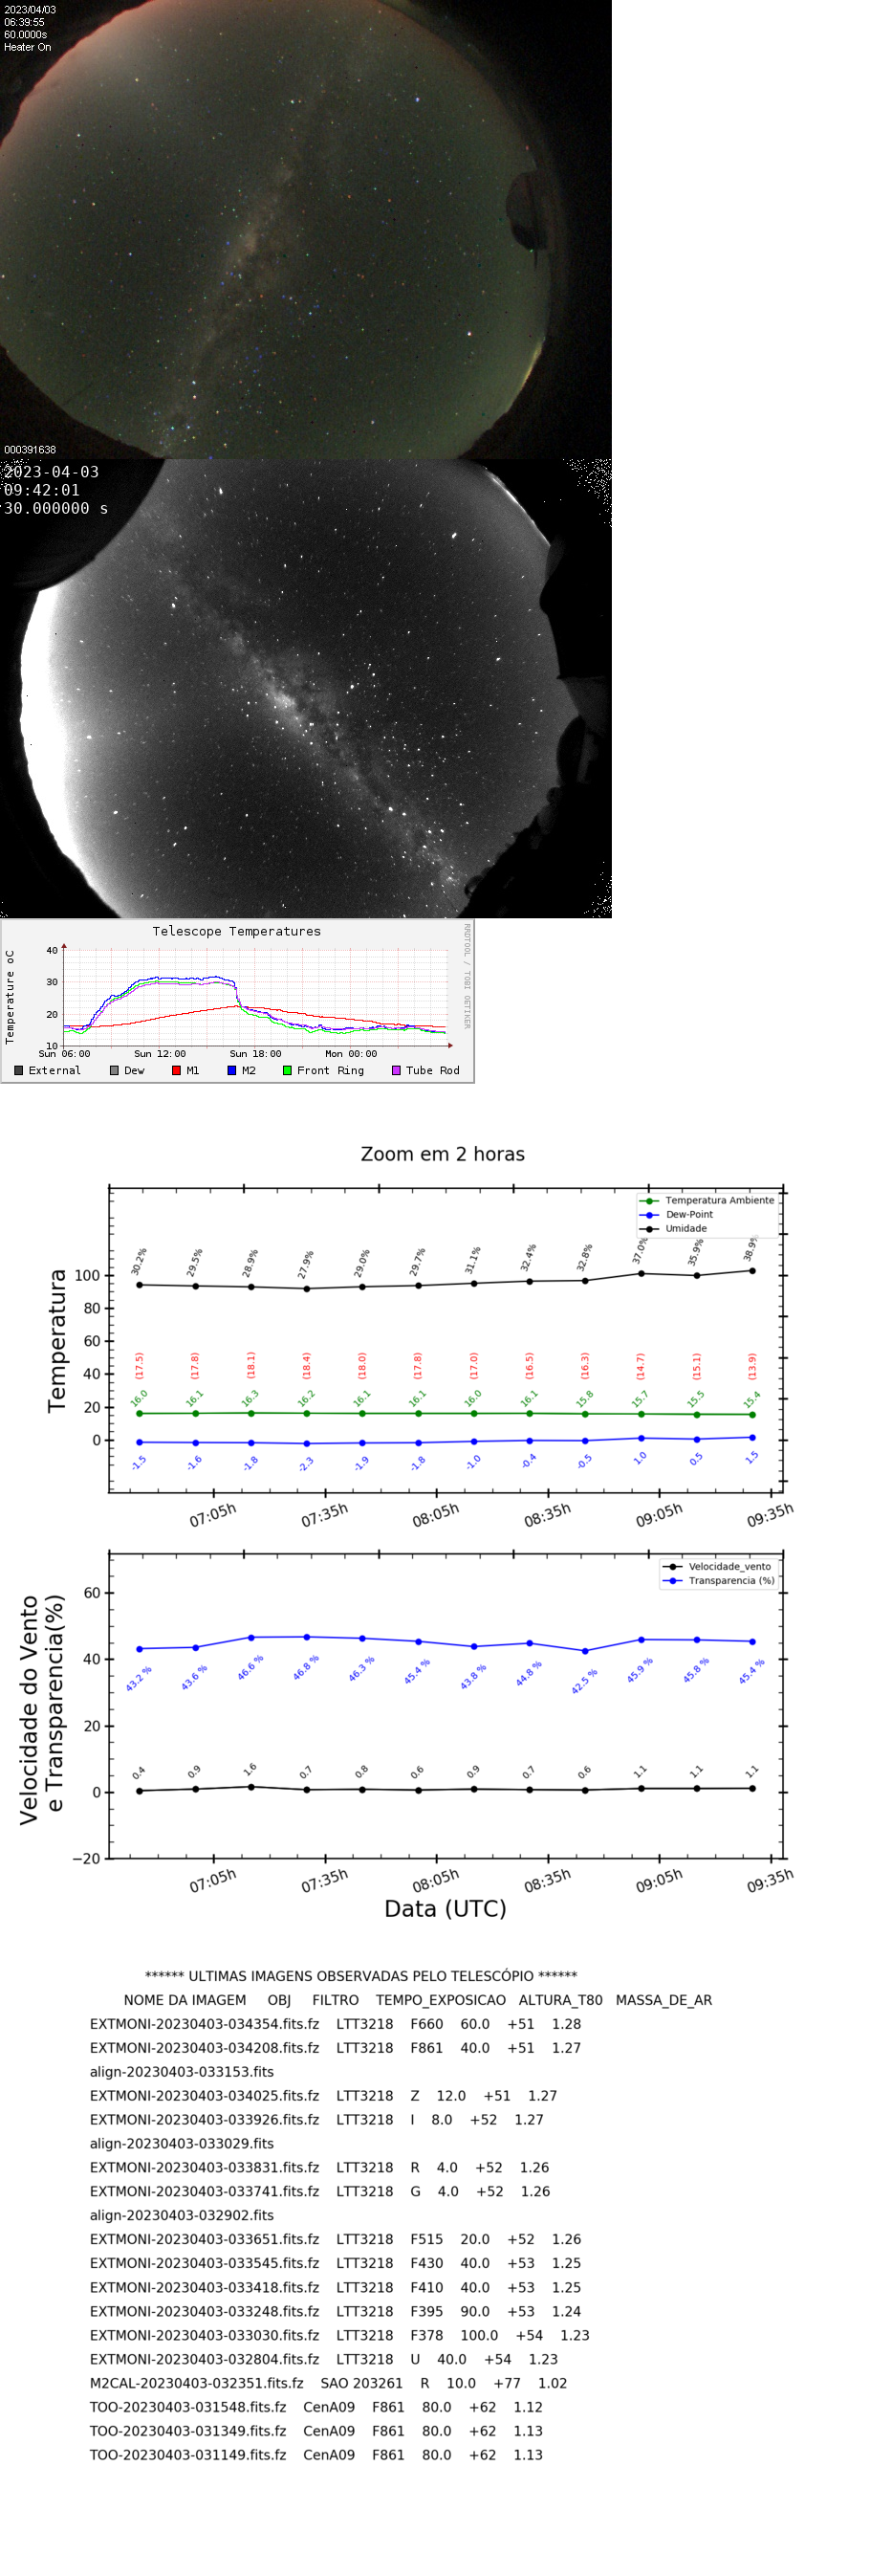 2023/04/03
06:39:55
60.0000s
Heater On
000391638
2023-04-03
09:42:01
30.000000 s
Telescope Temperatures
RRDTOOL / TOBI OETIKER
Temperature oC
40
30
20
10
Sun 06:00 Sun 12:00 Sun 18:00 Mon 00:00
External Dew M1 M2 Front Ring Tube Rod
Zoom em 2 horas
Temperatura Ambiente
Dew-Point
Umidade
Temperatura
100
80
60
40
20
0
30.2% 29.5% 28.9% 27.9% 29.0% 29.7% 31.1% 32.4% 32.8% 37.0% 35.9% 38.9%
(17.5) (17.8) (18.1) (18.4) (18.0) (17.8) (17.0) (16.5) (16.3) (14.7) (15.1) (13.9)
16.0 16.1 16.3 16.2 16.1 16.1 16.0 16.1 15.8 15.7 15.5 15.4
-1.5 -1.6 -1.8 -2.3 -1.9 -1.8 -1.0 -0.4 -0.5 1.0 0.5 1.5
07:05h 07:35h 08:05h 08:35h 09:05h 09:35h
Velocidade_vento
Transparencia (%)
Velocidade do Vento
e Transparencia(%)
60
40
20
0
−20
43.2 % 43.6 % 46.6 % 46.8 % 46.3 % 45.4 % 43.8 % 44.8 % 42.5 % 45.9 % 45.8 % 45.4 %
0.4 0.9 1.6 0.7 0.8 0.6 0.9 0.7 0.6 1.1 1.1 1.1
07:05h 07:35h 08:05h 08:35h 09:05h 09:35h
Data (UTC)
****** ULTIMAS IMAGENS OBSERVADAS PELO TELESCÓPIO ******
NOME DA IMAGEM OBJ FILTRO TEMPO_EXPOSICAO ALTURA_T80 MASSA_DE_AR
EXTMONI-20230403-034354.fits.fz LTT3218 F660 60.0 +51 1.28
EXTMONI-20230403-034208.fits.fz LTT3218 F861 40.0 +51 1.27
align-20230403-033153.fits
EXTMONI-20230403-034025.fits.fz LTT3218 Z 12.0 +51 1.27
EXTMONI-20230403-033926.fits.fz LTT3218 I 8.0 +52 1.27
align-20230403-033029.fits
EXTMONI-20230403-033831.fits.fz LTT3218 R 4.0 +52 1.26
EXTMONI-20230403-033741.fits.fz LTT3218 G 4.0 +52 1.26
align-20230403-032902.fits
EXTMONI-20230403-033651.fits.fz LTT3218 F515 20.0 +52 1.26
EXTMONI-20230403-033545.fits.fz LTT3218 F430 40.0 +53 1.25
EXTMONI-20230403-033418.fits.fz LTT3218 F410 40.0 +53 1.25
EXTMONI-20230403-033248.fits.fz LTT3218 F395 90.0 +53 1.24
EXTMONI-20230403-033030.fits.fz LTT3218 F378 100.0 +54 1.23
EXTMONI-20230403-032804.fits.fz LTT3218 U 40.0 +54 1.23
M2CAL-20230403-032351.fits.fz SAO 203261 R 10.0 +77 1.02
TOO-20230403-031548.fits.fz CenA09 F861 80.0 +62 1.12
TOO-20230403-031349.fits.fz CenA09 F861 80.0 +62 1.13
TOO-20230403-031149.fits.fz CenA09 F861 80.0 +62 1.13